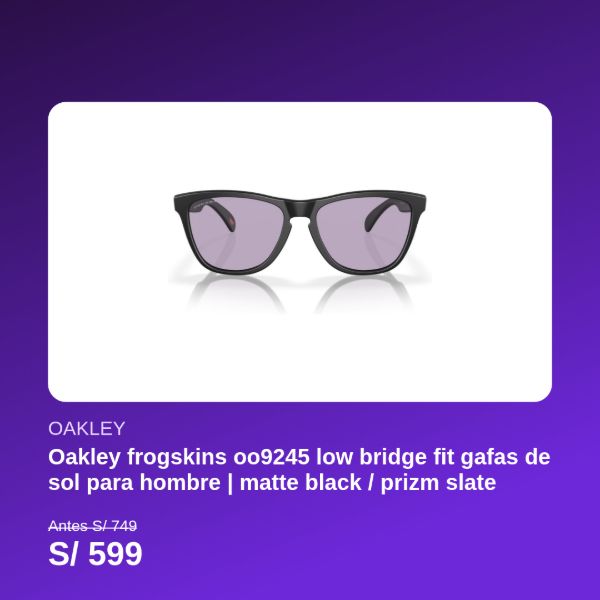 OAKLEY
Oakley frogskins oo9245 low bridge fit gafas de
sol para hombre | matte black / prizm slate
Antes S/ 749
S/ 599